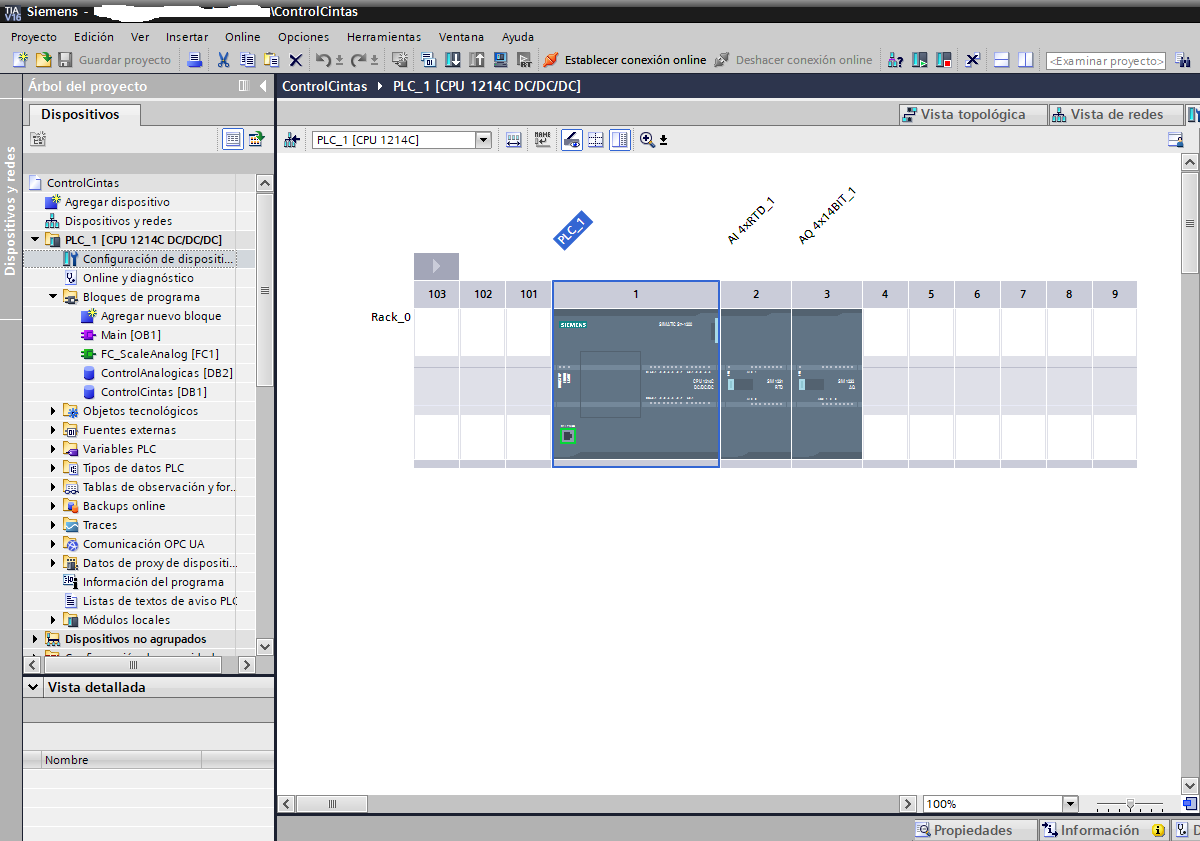 TIA
V16
Siemens - \ControlCintas
Proyecto Edición Ver Insertar Online Opciones Herramientas Ventana Ayuda
Guardar proyecto Establecer conexión online Deshacer conexión online <Examinar proyecto>
Árbol del proyecto
ControlCintas PLC_1 [CPU 1214C DC/DC/DC]
Dispositivos
Vista topológica Vista de redes
PLC_1 [CPU 1214C]
Dispositivos y redes
ControlCintas
Agregar dispositivo
Dispositivos y redes
PLC_1 [CPU 1214C DC/DC/DC]
Configuración de dispositi...
Online y diagnóstico
Bloques de programa
Agregar nuevo bloque
Main [OB1]
FC_ScaleAnalog [FC1]
ControlAnalogicas [DB2]
ControlCintas [DB1]
Objetos tecnológicos
Fuentes externas
Variables PLC
Tipos de datos PLC
Tablas de observación y for..
Backups online
Traces
Comunicación OPC UA
Datos de proxy de dispositi...
Información del programa
Listas de textos de aviso PLC
Módulos locales
Dispositivos no agrupados
Vista detallada
Nombre
PLC_1
AI 4xRTD_1
AQ 4x14BIT_1
103 102 101 1 2 3 4 5 6 7 8 9
Rack_0
SIEMENS
CPU 1214C
DC/DC/DC
100%
Propiedades Información